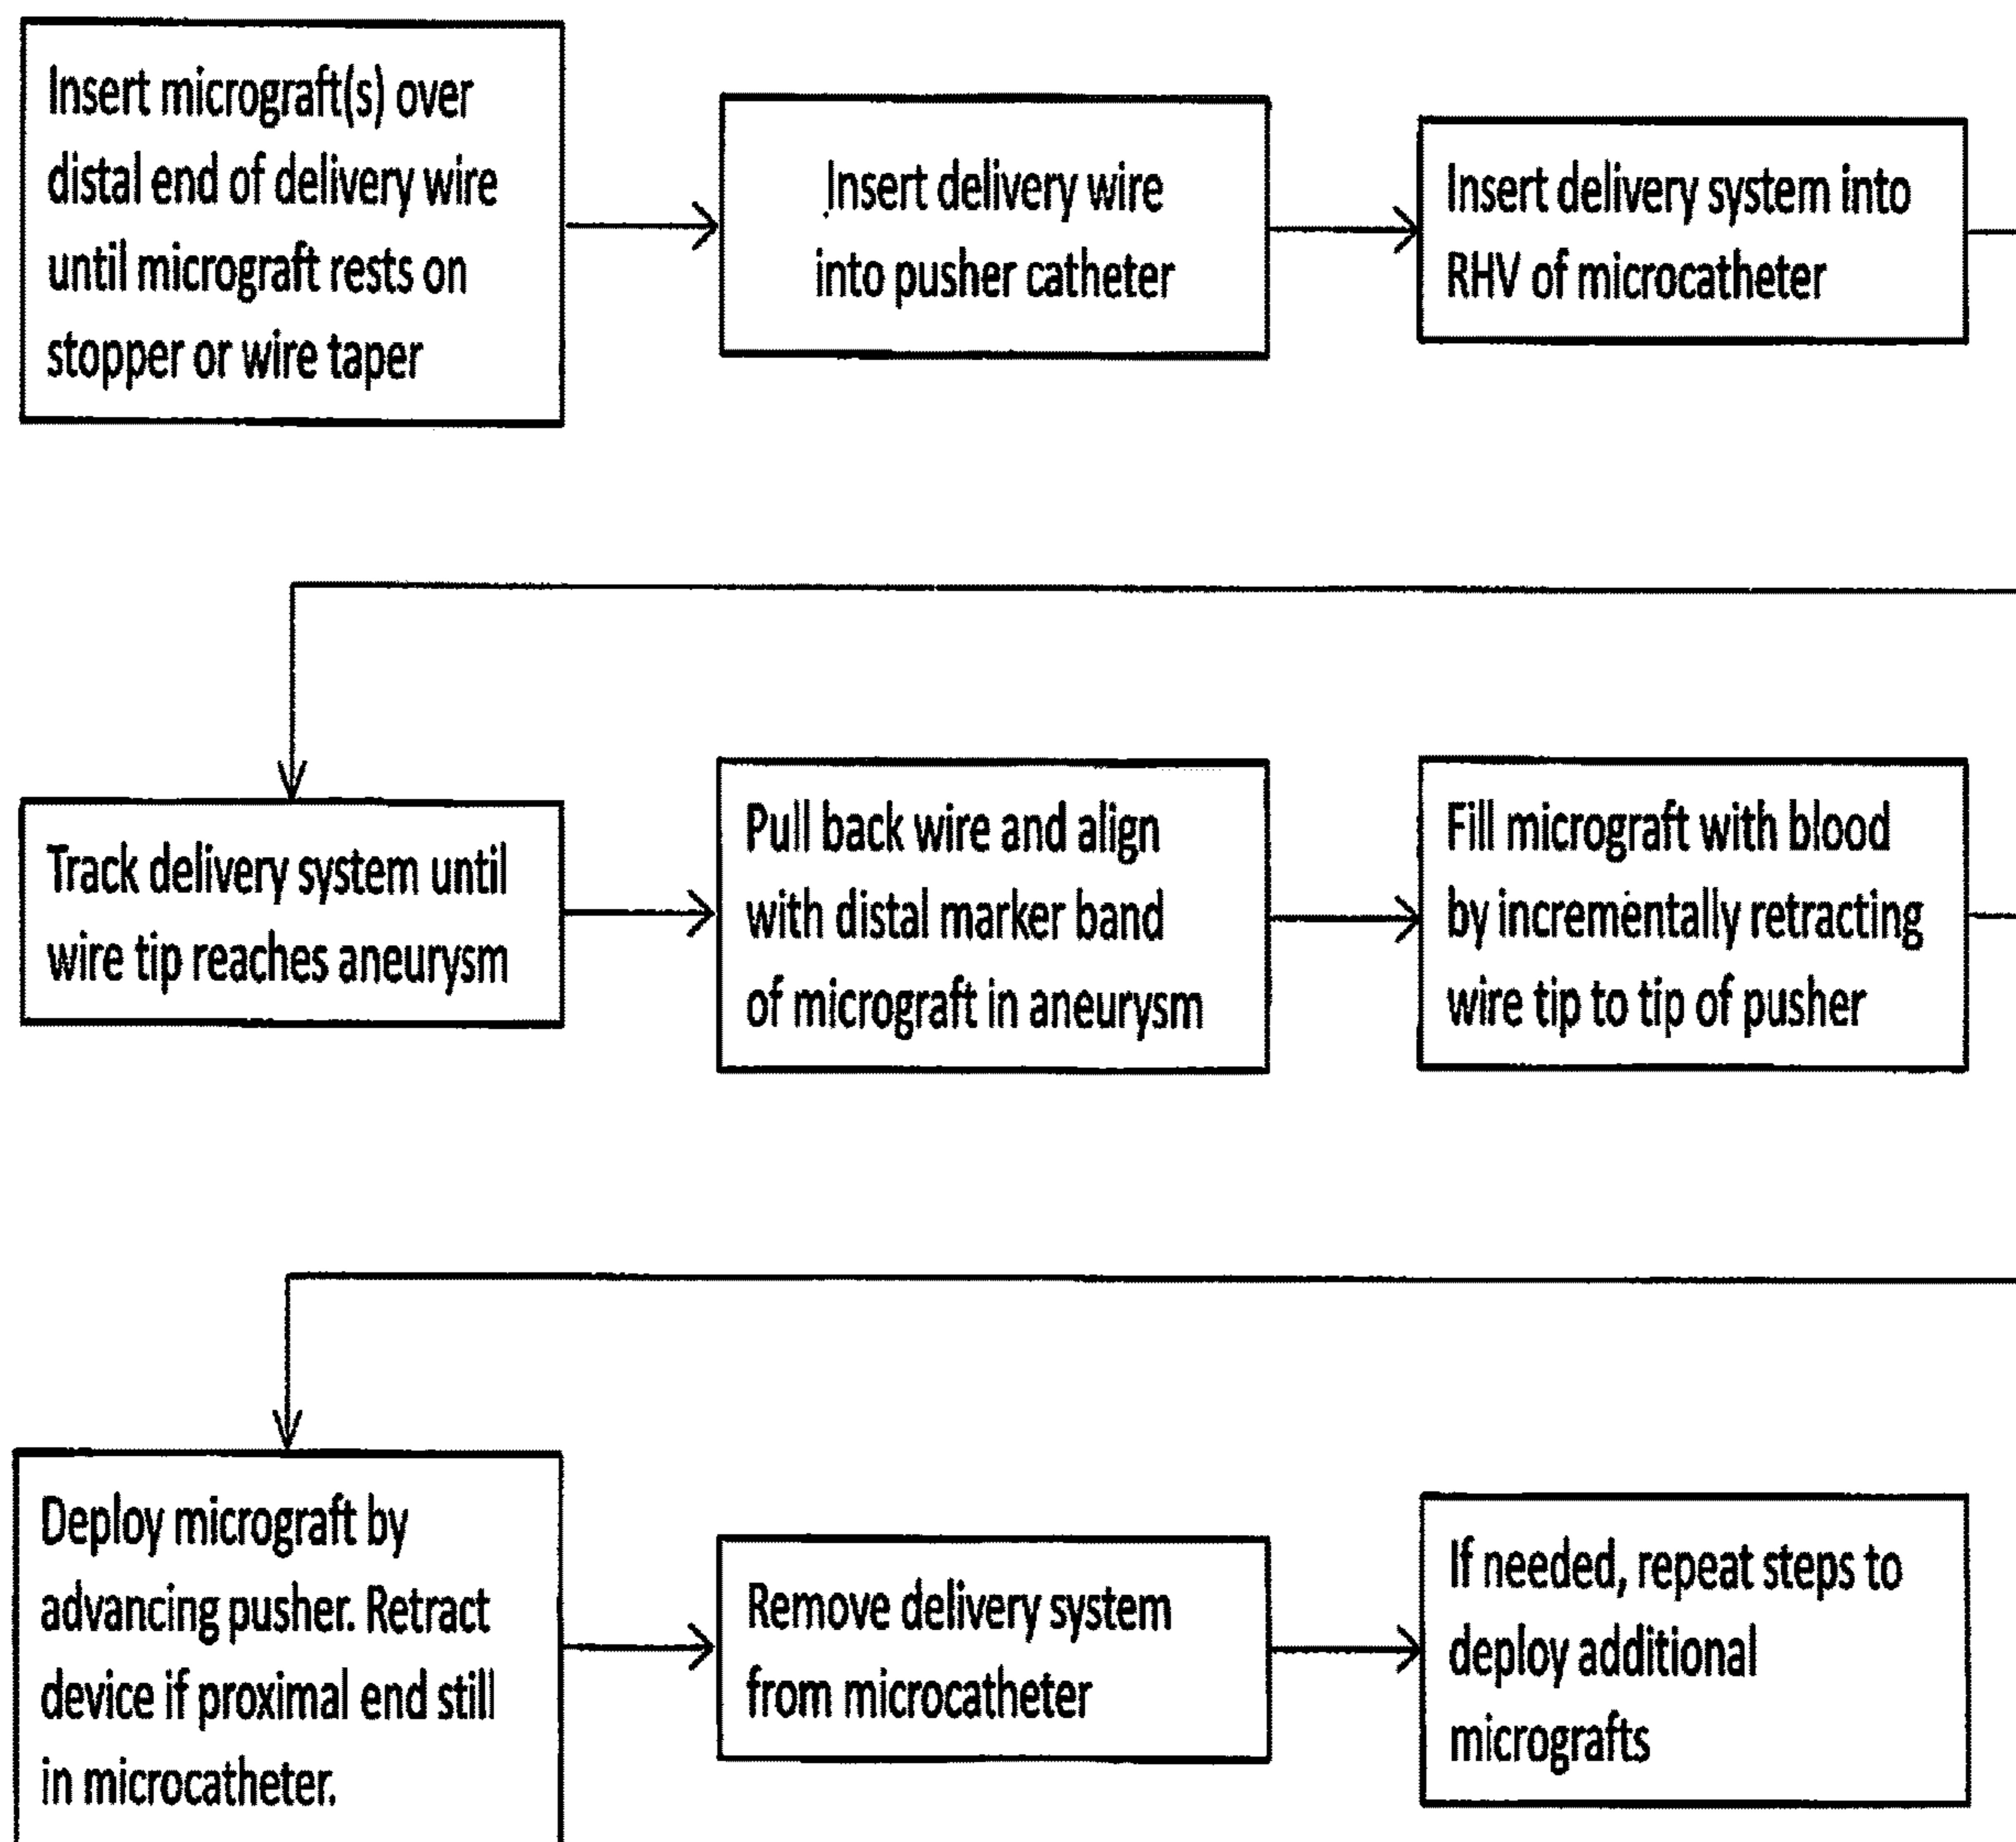 Insert micrograft(s) over
distal end of delivery wire
until micrograft rests on
stopper or wire taper
Insert delivery wire
into pusher catheter
Insert delivery system into
RHV of microcatheter
Track delivery system until
wire tip reaches aneurysm
Pull back wire and align
with distal marker band
of micrograft in aneurysm
Fill micrograft with blood
by incrementally retracting
wire tip to tip of pusher
Deploy micrograft by
advancing pusher. Retract
device if proximal end still
in microcatheter.
Remove delivery system
from microcatheter
If needed, repeat steps to
deploy additional
micrografts